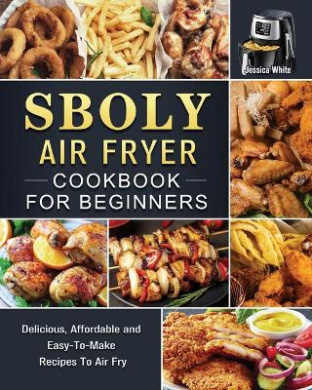 Jessica White
SBOLY
AIR FRYER
COOKBOOK
FOR BEGINNERS
Delicious, Affordable and
Easy-To-Make
Recipes To Air Fry